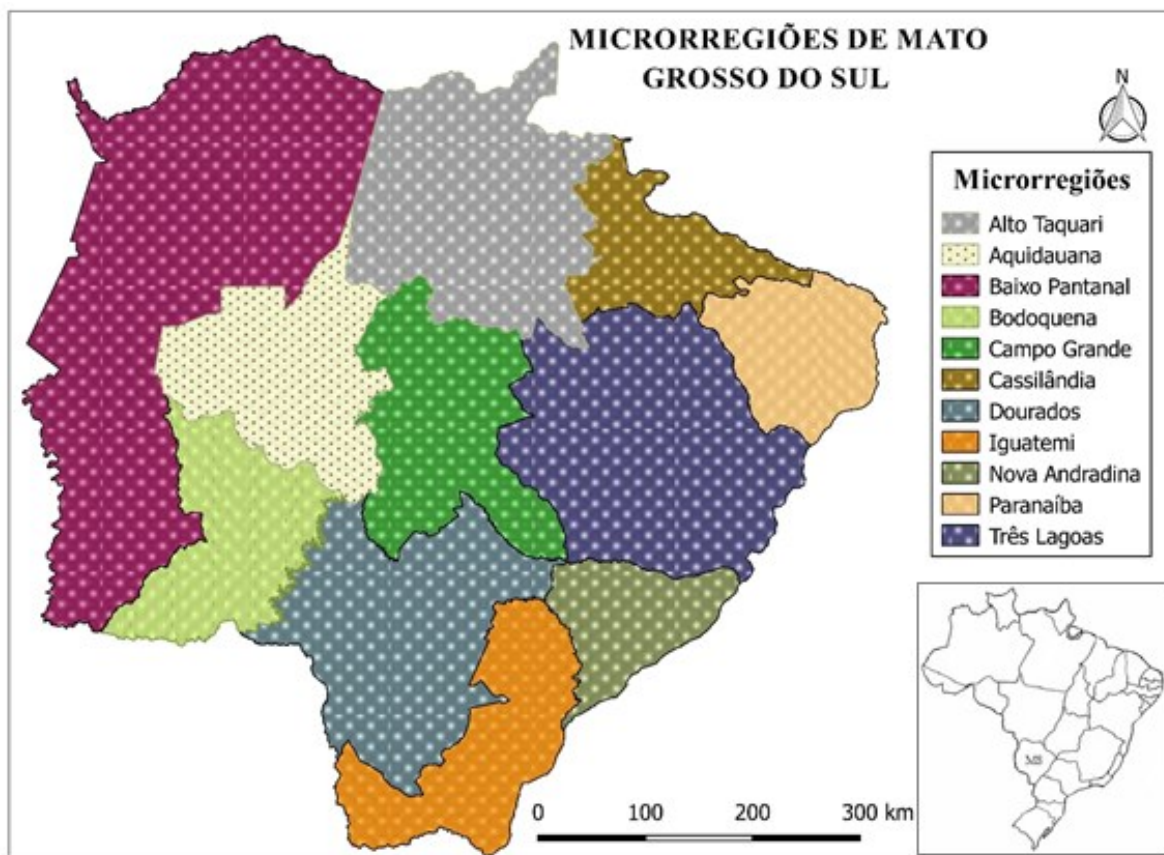 MICRORREGIÕES DE MATO
GROSSO DO SUL
N
Microrregiões
Alto Taquari
Aquidauana
Baixo Pantanal
Bodoquena
Campo Grande
Cassilândia
Dourados
Iguatemi
Nova Andradina
Paranaíba
Três Lagoas
MS
0 100 200 300 km